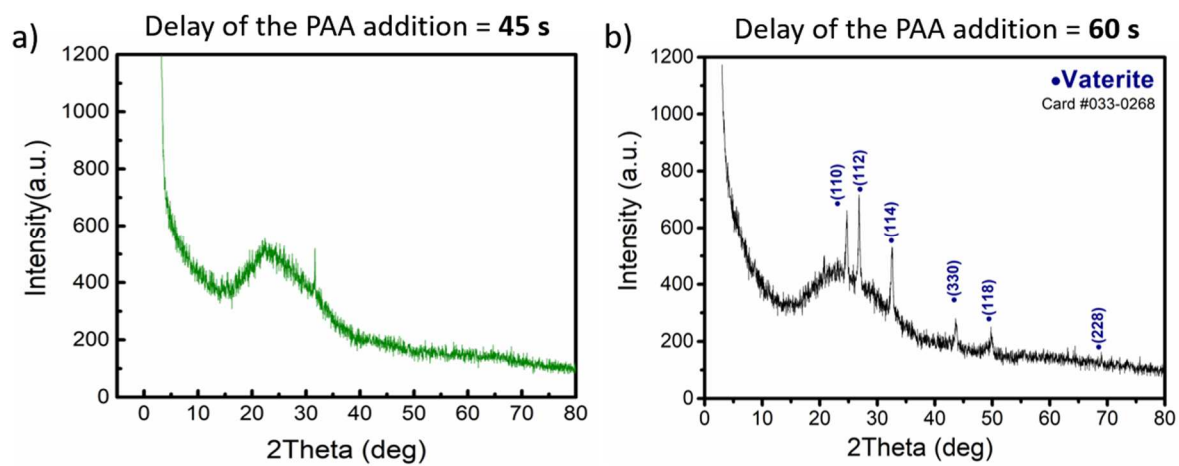 a)
Delay of the PAA addition = 45 s
1200
1000
800
600
400
200
0
Intensity(a.u.)
0 10 20 30 40 50 60 70 80
2Theta (deg)
b)
Delay of the PAA addition = 60 s
•Vaterite
Card #033-0268
1200
1000
800
600
400
200
0
Intensity (a.u.)
•(110)
•(112)
•(114)
•(330)
•(118)
•(228)
0 10 20 30 40 50 60 70 80
2Theta (deg)